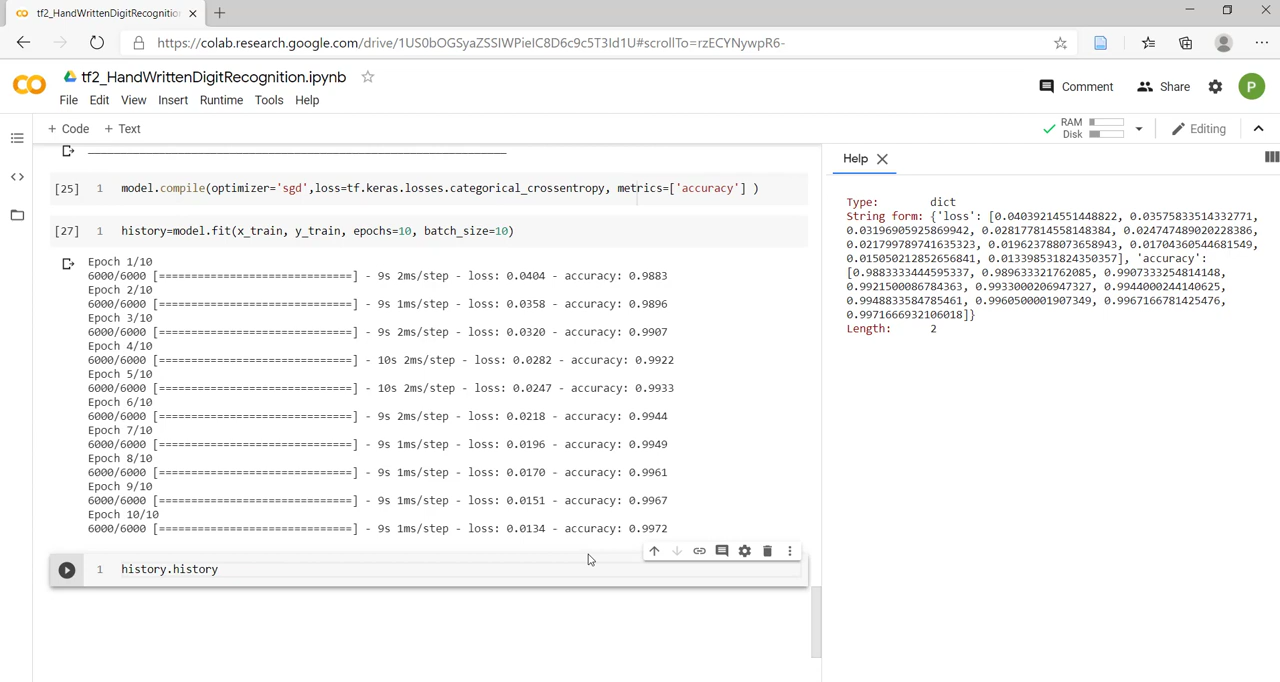 tf2_HandWrittenDigitRecognition
https://colab.research.google.com/drive/1US0bOGSyaZSSIWPieIC8D6c9c5T3Id1U#scrollTo=rzECYNywpR6-
CO tf2_HandWrittenDigitRecognition.ipynb
File Edit View Insert Runtime Tools Help
Comment Share P
+ Code + Text
RAM
Disk
Editing
[25] 1 model.compile(optimizer='sgd',loss=tf.keras.losses.categorical_crossentropy, metrics=['accuracy'] )
[27] 1 history=model.fit(x_train, y_train, epochs=10, batch_size=10)
Epoch 1/10
6000/6000 [==============================] - 9s 2ms/step - loss: 0.0404 - accuracy: 0.9883
Epoch 2/10
6000/6000 [==============================] - 9s 1ms/step - loss: 0.0358 - accuracy: 0.9896
Epoch 3/10
6000/6000 [==============================] - 9s 2ms/step - loss: 0.0320 - accuracy: 0.9907
Epoch 4/10
6000/6000 [==============================] - 10s 2ms/step - loss: 0.0282 - accuracy: 0.9922
Epoch 5/10
6000/6000 [==============================] - 10s 2ms/step - loss: 0.0247 - accuracy: 0.9933
Epoch 6/10
6000/6000 [==============================] - 9s 2ms/step - loss: 0.0218 - accuracy: 0.9944
Epoch 7/10
6000/6000 [==============================] - 9s 1ms/step - loss: 0.0196 - accuracy: 0.9949
Epoch 8/10
6000/6000 [==============================] - 9s 1ms/step - loss: 0.0170 - accuracy: 0.9961
Epoch 9/10
6000/6000 [==============================] - 9s 1ms/step - loss: 0.0151 - accuracy: 0.9967
Epoch 10/10
6000/6000 [==============================] - 9s 1ms/step - loss: 0.0134 - accuracy: 0.9972
1 history.history
Help
Type: dict
String form: {'loss': [0.04039214551448822, 0.03575833514332771,
0.03196905925869942, 0.028177814558148384, 0.024747489020228386,
0.021799789741635323, 0.019623788073658943, 0.01704360544681549,
0.015050212852656841, 0.013398531824350357], 'accuracy':
[0.9883333444595337, 0.989633321762085, 0.9907333254814148,
0.9921500086784363, 0.9933000206947327, 0.9944000244140625,
0.9948833584785461, 0.9960500001907349, 0.9967166781425476,
0.9971666932106018]}
Length: 2